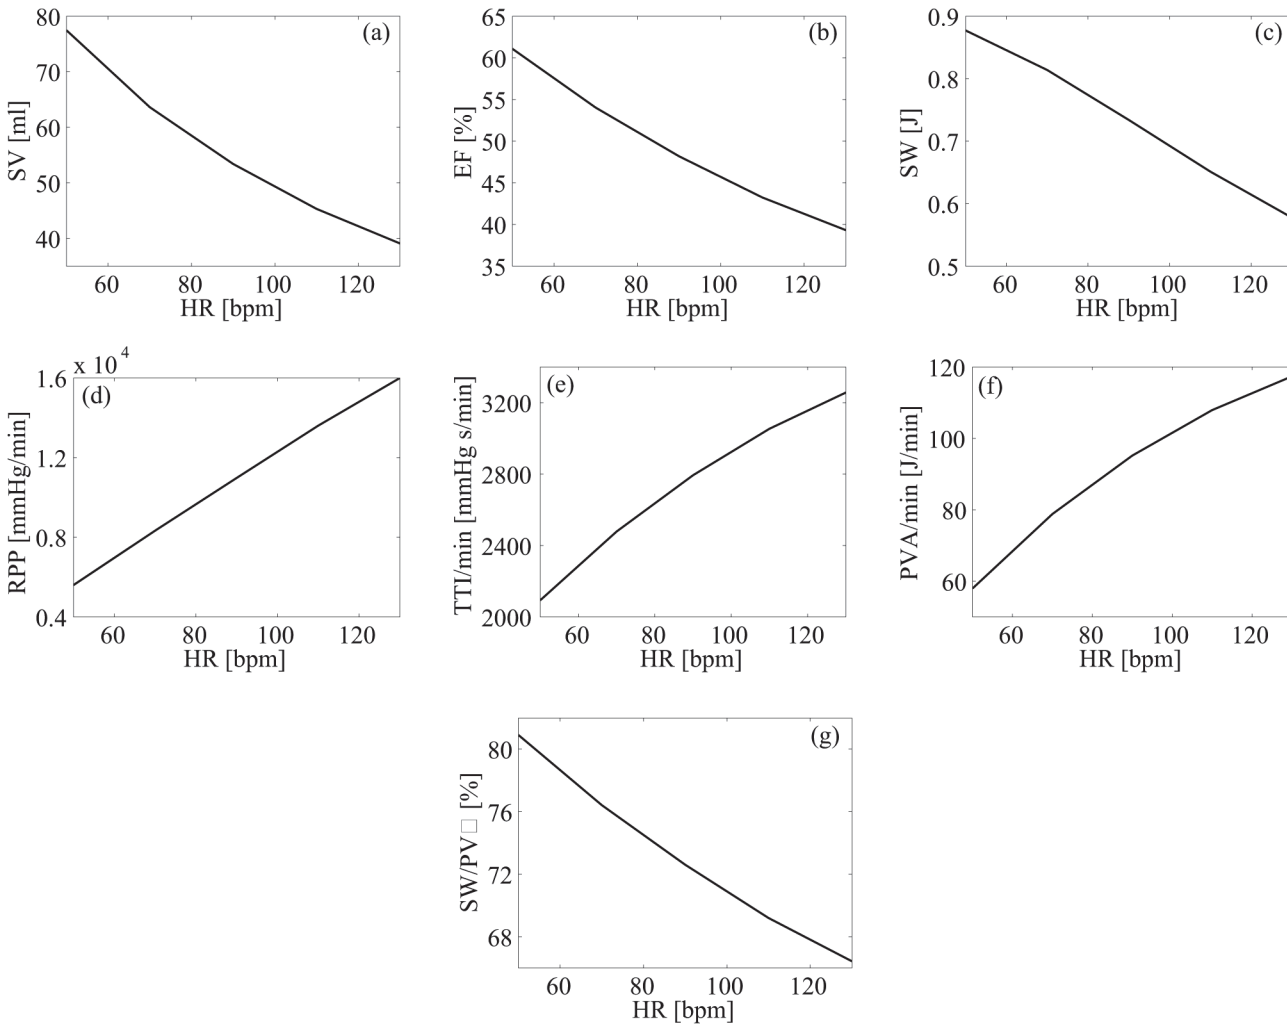 (a)
80
70
60
50
40
SV [ml]
60 80 100 120
HR [bpm]
(b)
65
60
55
50
45
40
35
EF [%]
60 80 100 120
HR [bpm]
(c)
0.9
0.8
0.7
0.6
0.5
SW [J]
60 80 100 120
HR [bpm]
x 10^4
(d)
1.6
1.2
0.8
0.4
RPP [mmHg/min]
60 80 100 120
HR [bpm]
(e)
3200
2800
2400
2000
TTI/min [mmHg s/min]
60 80 100 120
HR [bpm]
(f)
120
100
80
60
PVA/min [J/min]
60 80 100 120
HR [bpm]
(g)
80
76
72
68
SW/PV□ [%]
60 80 100 120
HR [bpm]